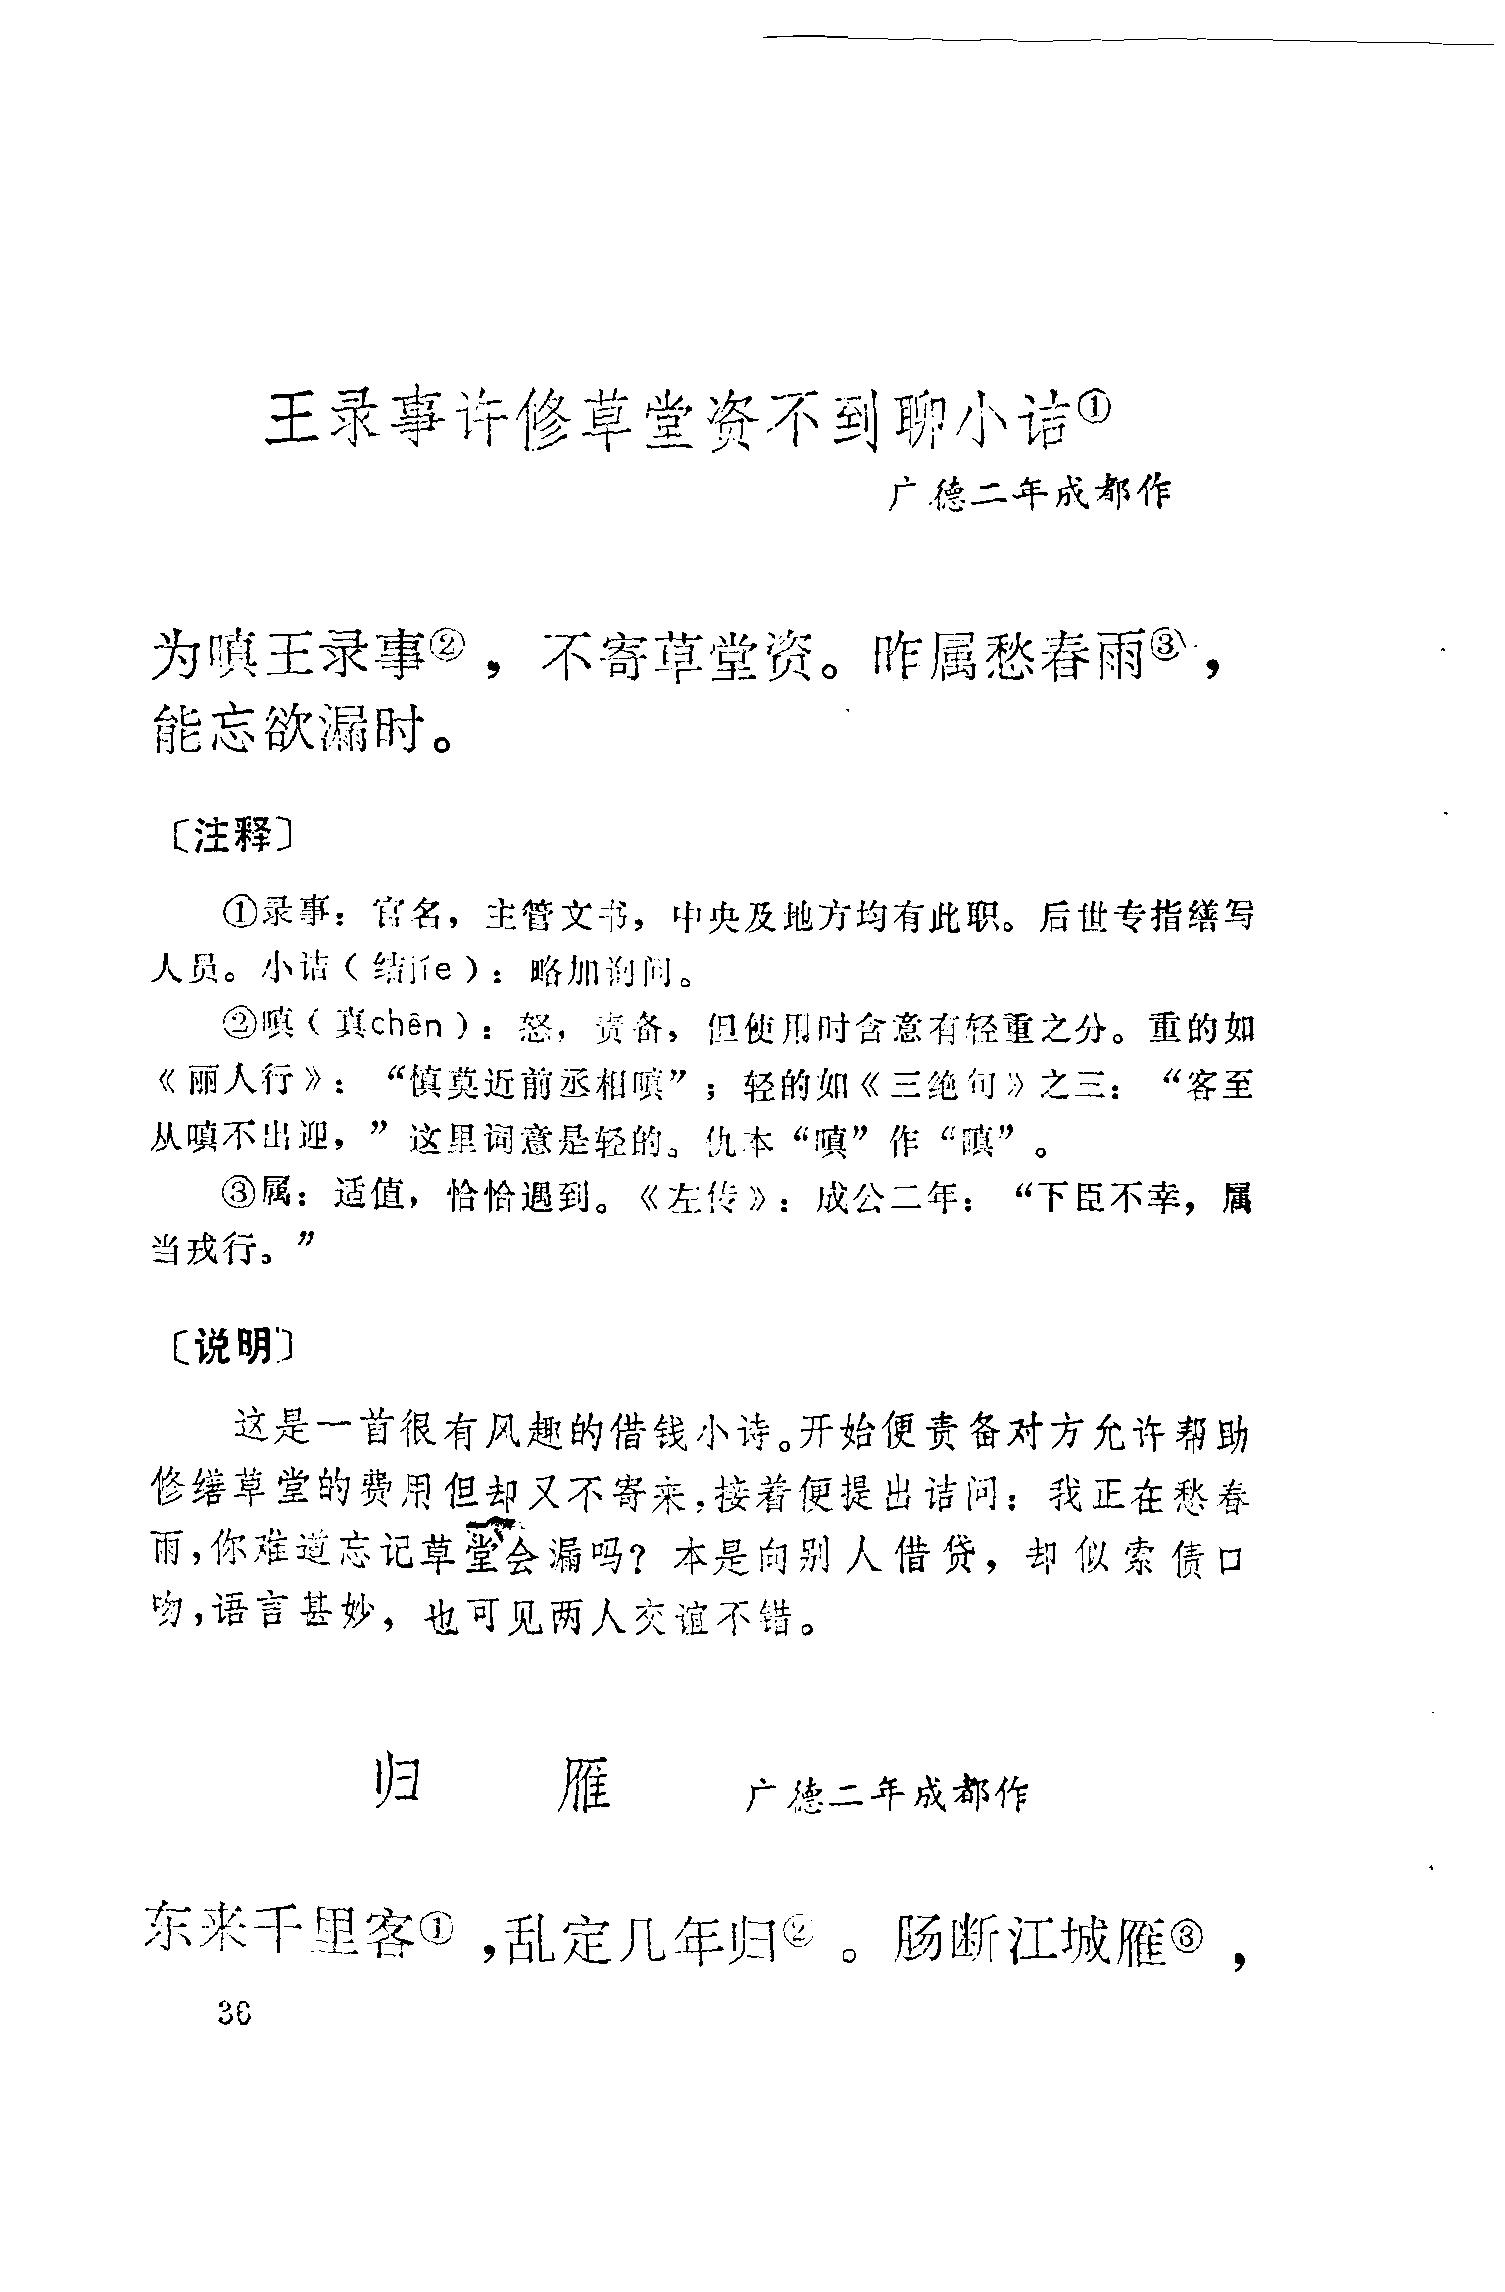 王录事许修草堂资不到聊小诘①
广德二年成都作
为嗔王录事②，不寄草堂资。昨属愁春雨③，
能忘欲漏时。
〔注释〕
①录事：官名，主管文书，中央及地方均有此职。后世专指缮写
人员。小诘（结jíe）：略加询问。
②嗔（真chēn）：怒，责备，但使用时含意有轻重之分。重的如
《丽人行》：“慎莫近前丞相嗔”；轻的如《三绝句》之三：“客至
从嗔不出迎，”这里词意是轻的。仇本“嗔”作“瞋”。
③属：适值，恰恰遇到。《左传》：成公二年：“下臣不幸，属
当戎行。”
〔说明〕
这是一首很有风趣的借钱小诗。开始便责备对方允许帮助
修缮草堂的费用但却又不寄来，接着便提出诘问：我正在愁春
雨，你难道忘记草堂会漏吗？本是向别人借贷，却似索债口
吻，语言甚妙，也可见两人交谊不错。
归雁 广德二年成都作
东来千里客①，乱定几年归②。肠断江城雁③，
36